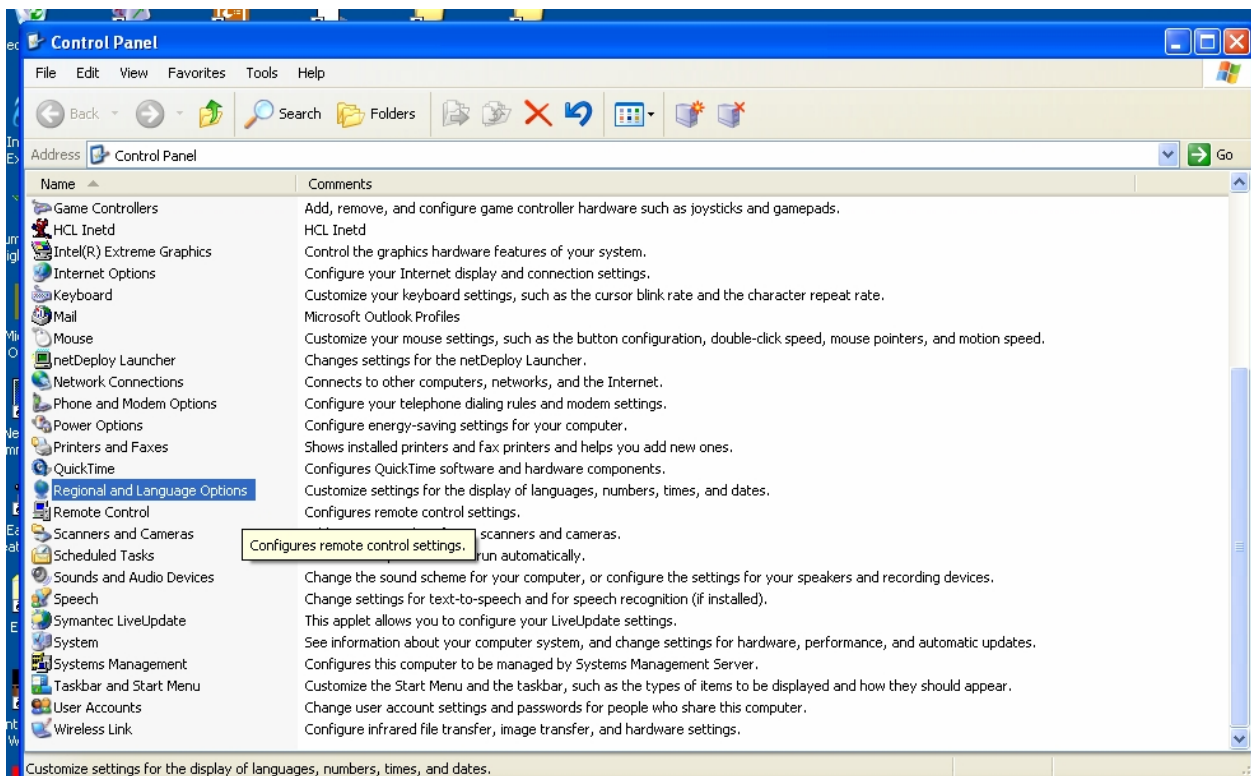 Control Panel
File Edit View Favorites Tools Help
Back Search Folders
Address Control Panel Go
Name Comments
Game Controllers Add, remove, and configure game controller hardware such as joysticks and gamepads.
HCL Inetd HCL Inetd
Intel(R) Extreme Graphics Control the graphics hardware features of your system.
Internet Options Configure your Internet display and connection settings.
Keyboard Customize your keyboard settings, such as the cursor blink rate and the character repeat rate.
Mail Microsoft Outlook Profiles
Mouse Customize your mouse settings, such as the button configuration, double-click speed, mouse pointers, and motion speed.
netDeploy Launcher Changes settings for the netDeploy Launcher.
Network Connections Connects to other computers, networks, and the Internet.
Phone and Modem Options Configure your telephone dialing rules and modem settings.
Power Options Configure energy-saving settings for your computer.
Printers and Faxes Shows installed printers and fax printers and helps you add new ones.
QuickTime Configures QuickTime software and hardware components.
Regional and Language Options Customize settings for the display of languages, numbers, times, and dates.
Remote Control Configures remote control settings.
Scanners and Cameras scanners and cameras.
Configures remote control settings.
Scheduled Tasks run automatically.
Sounds and Audio Devices Change the sound scheme for your computer, or configure the settings for your speakers and recording devices.
Speech Change settings for text-to-speech and for speech recognition (if installed).
Symantec LiveUpdate This applet allows you to configure your LiveUpdate settings.
System See information about your computer system, and change settings for hardware, performance, and automatic updates.
Systems Management Configures this computer to be managed by Systems Management Server.
Taskbar and Start Menu Customize the Start Menu and the taskbar, such as the types of items to be displayed and how they should appear.
User Accounts Change user account settings and passwords for people who share this computer.
Wireless Link Configure infrared file transfer, image transfer, and hardware settings.
Customize settings for the display of languages, numbers, times, and dates.